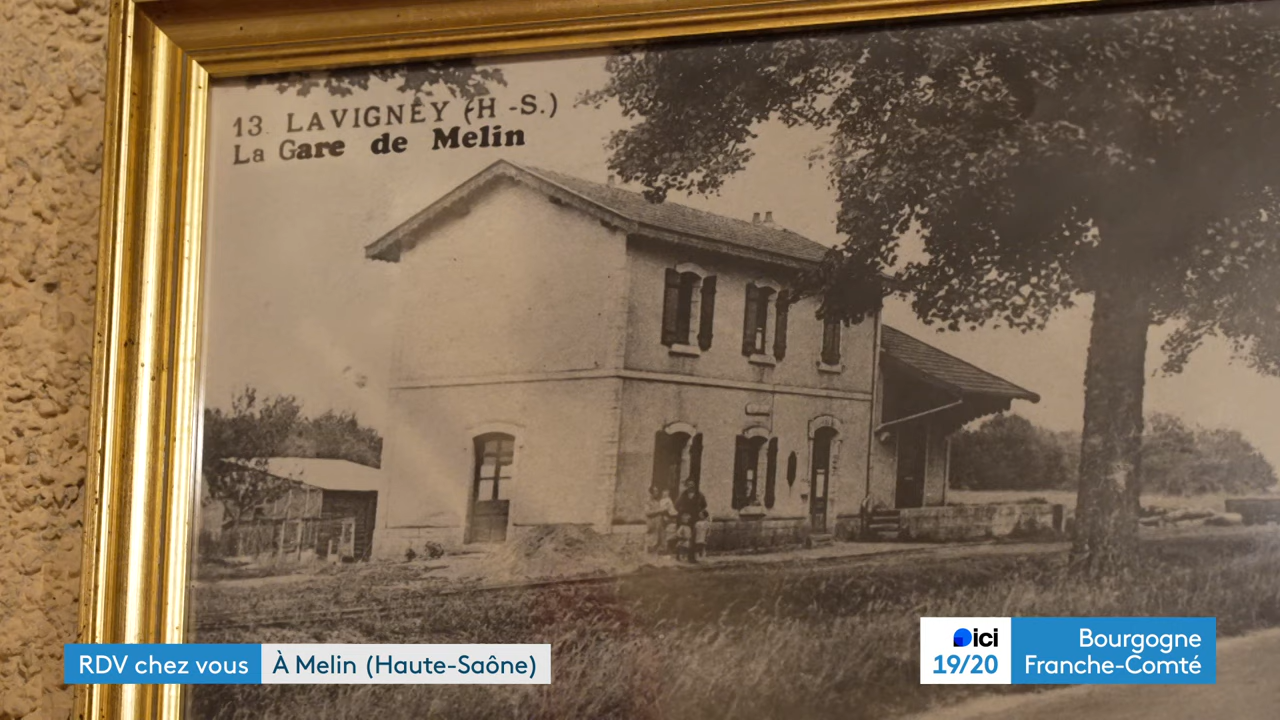 13. LAVIGNEY (H-S.)
La Gare de Melin
RDV chez vous
À Melin (Haute-Saône)
ici
19/20
Bourgogne
Franche-Comté